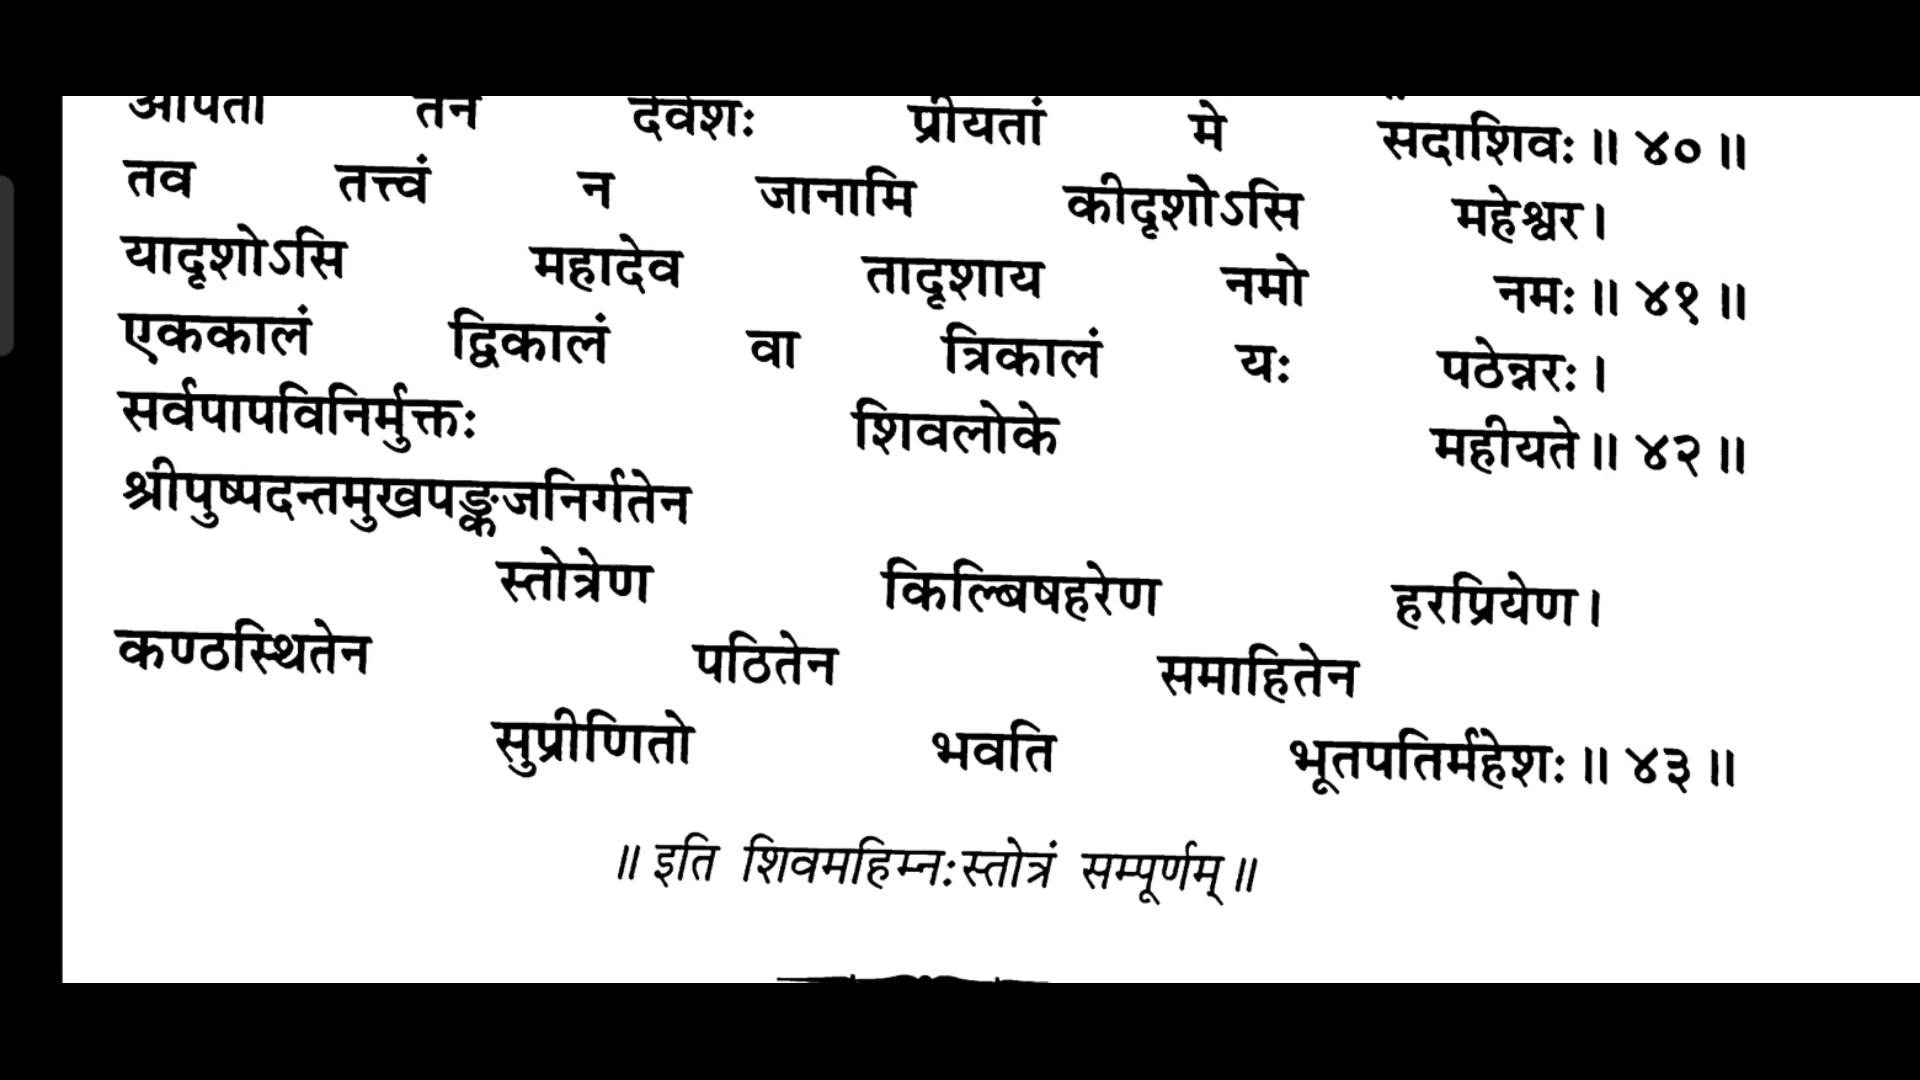 अर्पिता तेन देवेशः प्रीयतां मे सदाशिवः॥ ४०॥
तव तत्त्वं न जानामि कीदृशोऽसि महेश्वर।
यादृशोऽसि महादेव तादृशाय नमो नमः॥ ४१॥
एककालं द्विकालं वा त्रिकालं यः पठेन्नरः।
सर्वपापविनिर्मुक्तः शिवलोके महीयते॥ ४२॥
श्रीपुष्पदन्तमुखपङ्कजनिर्गतेन
स्तोत्रेण किल्बिषहरेण हरप्रियेण।
कण्ठस्थितेन पठितेन समाहितेन
सुप्रीणितो भवति भूतपतिर्महेशः॥ ४३॥
॥ इति शिवमहिम्नःस्तोत्रं सम्पूर्णम्॥